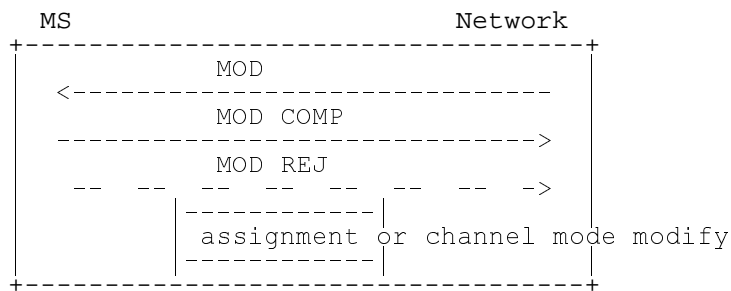 MS Network
MOD
MOD COMP
MOD REJ
assignment or channel mode modify